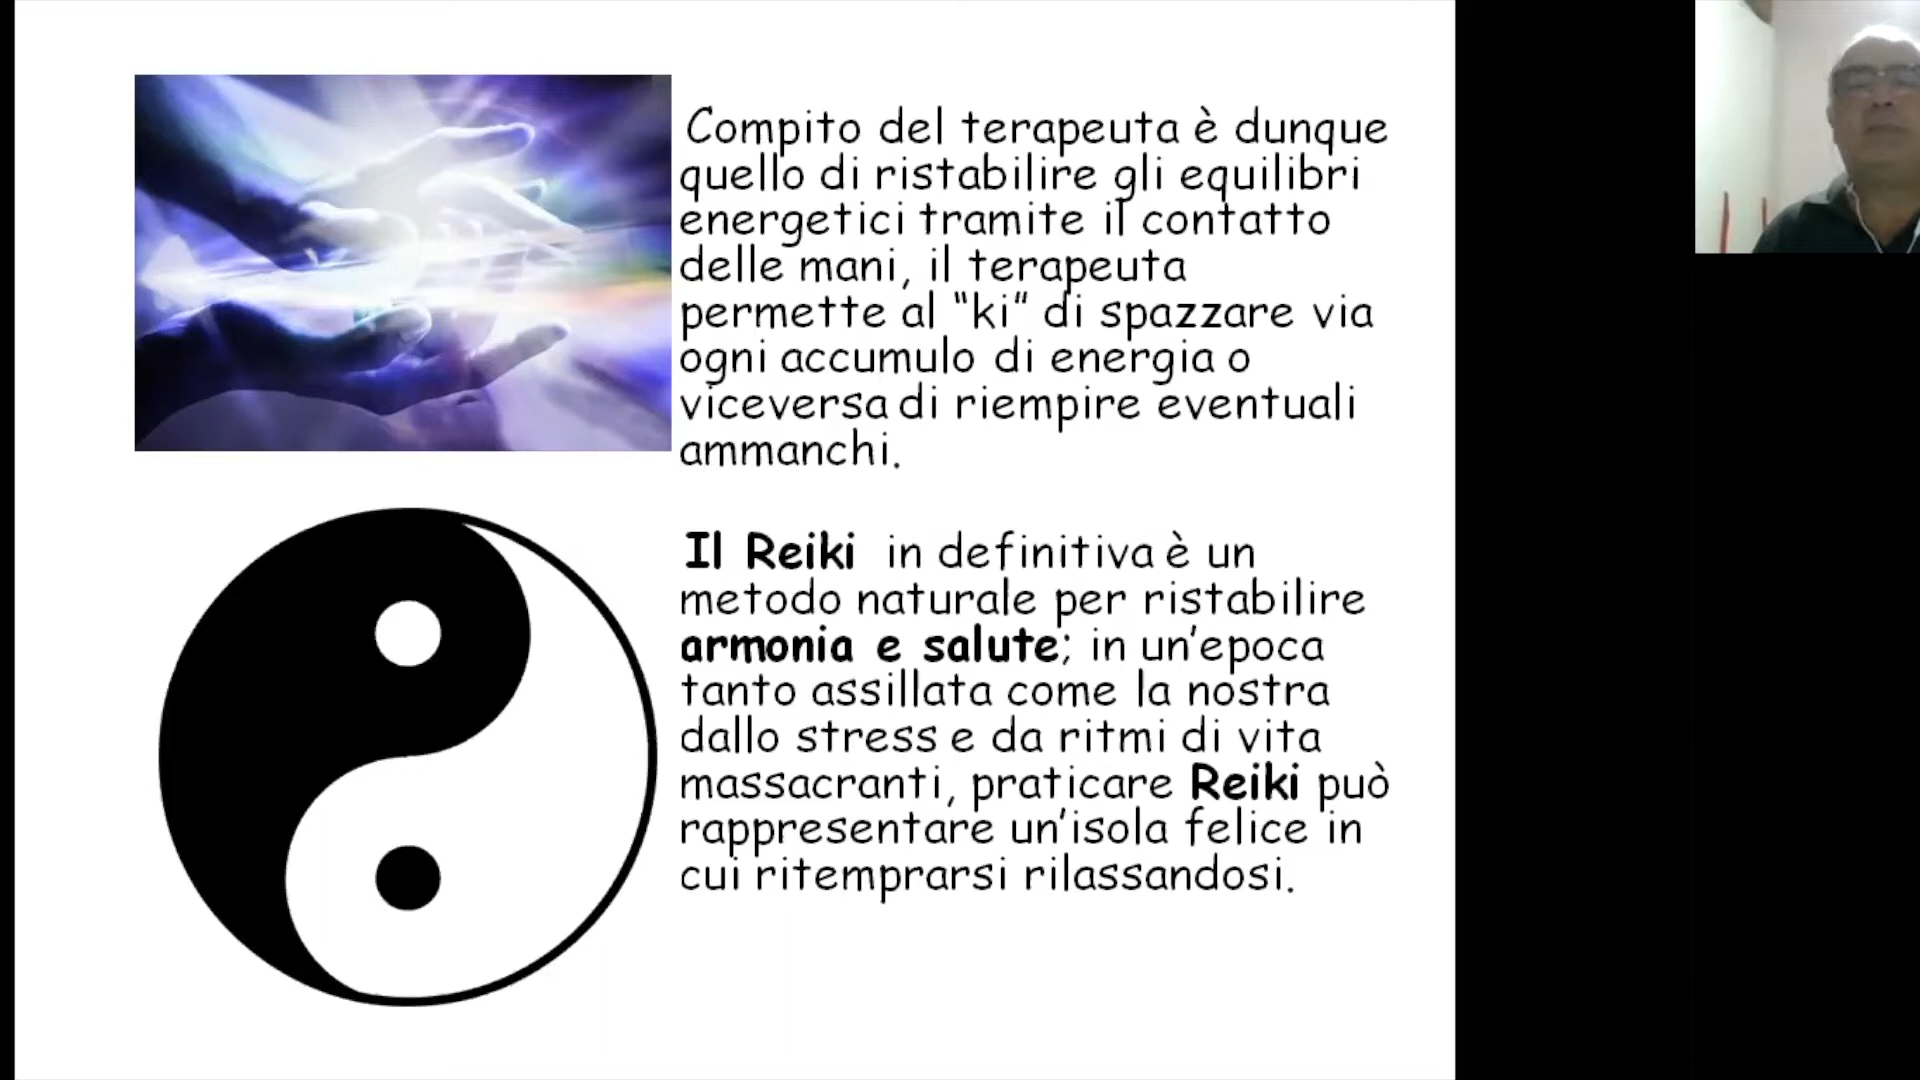 Compito del terapeuta è dunque
quello di ristabilire gli equilibri
energetici tramite il contatto
delle mani, il terapeuta
permette al “ki” di spazzare via
ogni accumulo di energia o
viceversa di riempire eventuali
ammanchi.
Il Reiki in definitiva è un
metodo naturale per ristabilire
armonia e salute; in un’epoca
tanto assillata come la nostra
dallo stress e da ritmi di vita
massacranti, praticare Reiki può
rappresentare un’isola felice in
cui ritemprarsi rilassandosi.